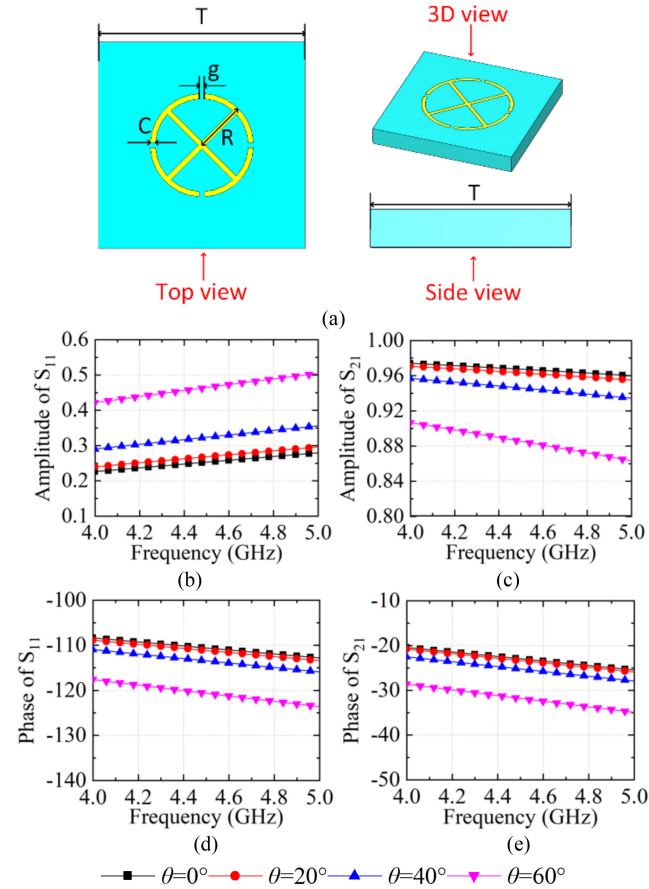 T
g
C
R
Top view
3D view
T
Side view
(a)
Amplitude of S11
0.6
0.5
0.4
0.3
0.2
0.1
4.0 4.2 4.4 4.6 4.8 5.0
Frequency (GHz)
(b)
Amplitude of S21
1.00
0.96
0.92
0.88
0.84
0.80
4.0 4.2 4.4 4.6 4.8 5.0
Frequency (GHz)
(c)
Phase of S11
-100
-110
-120
-130
-140
4.0 4.2 4.4 4.6 4.8 5.0
Frequency (GHz)
(d)
Phase of S21
-10
-20
-30
-40
-50
4.0 4.2 4.4 4.6 4.8 5.0
Frequency (GHz)
(e)
θ=0° θ=20° θ=40° θ=60°